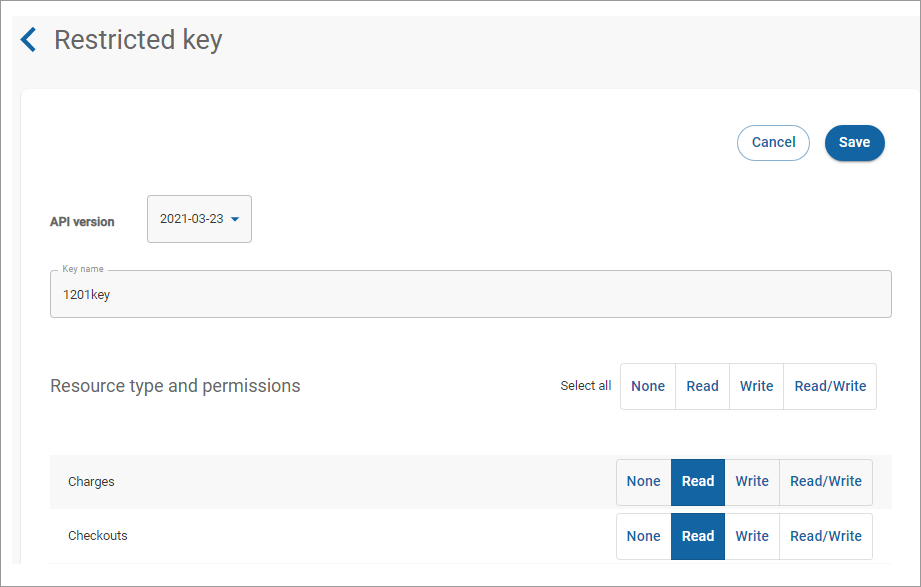 Restricted key
Cancel Save
API version 2021-03-23
Key name
1201key
Resource type and permissions Select all None Read Write Read/Write
Charges None Read Write Read/Write
Checkouts None Read Write Read/Write